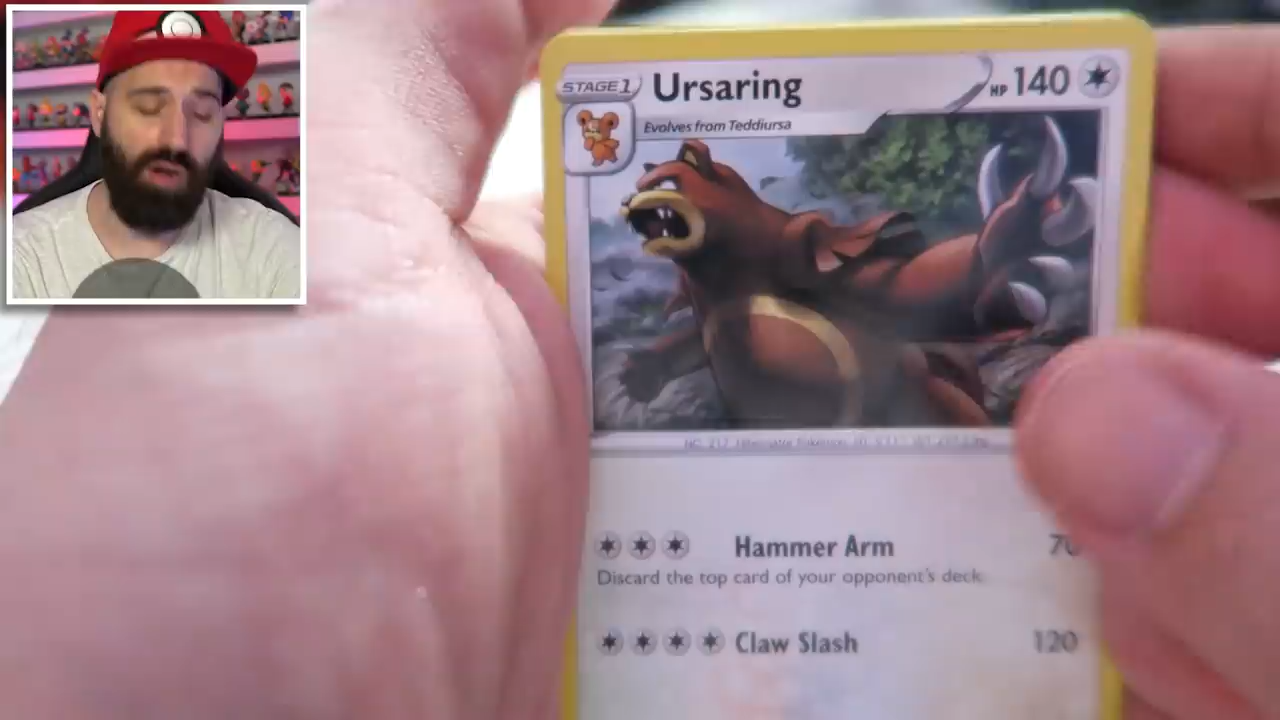 STAGE 1 Ursaring HP 140
Evolves from Teddiursa
Hammer Arm 70
Discard the top card of your opponent's deck.
Claw Slash 120